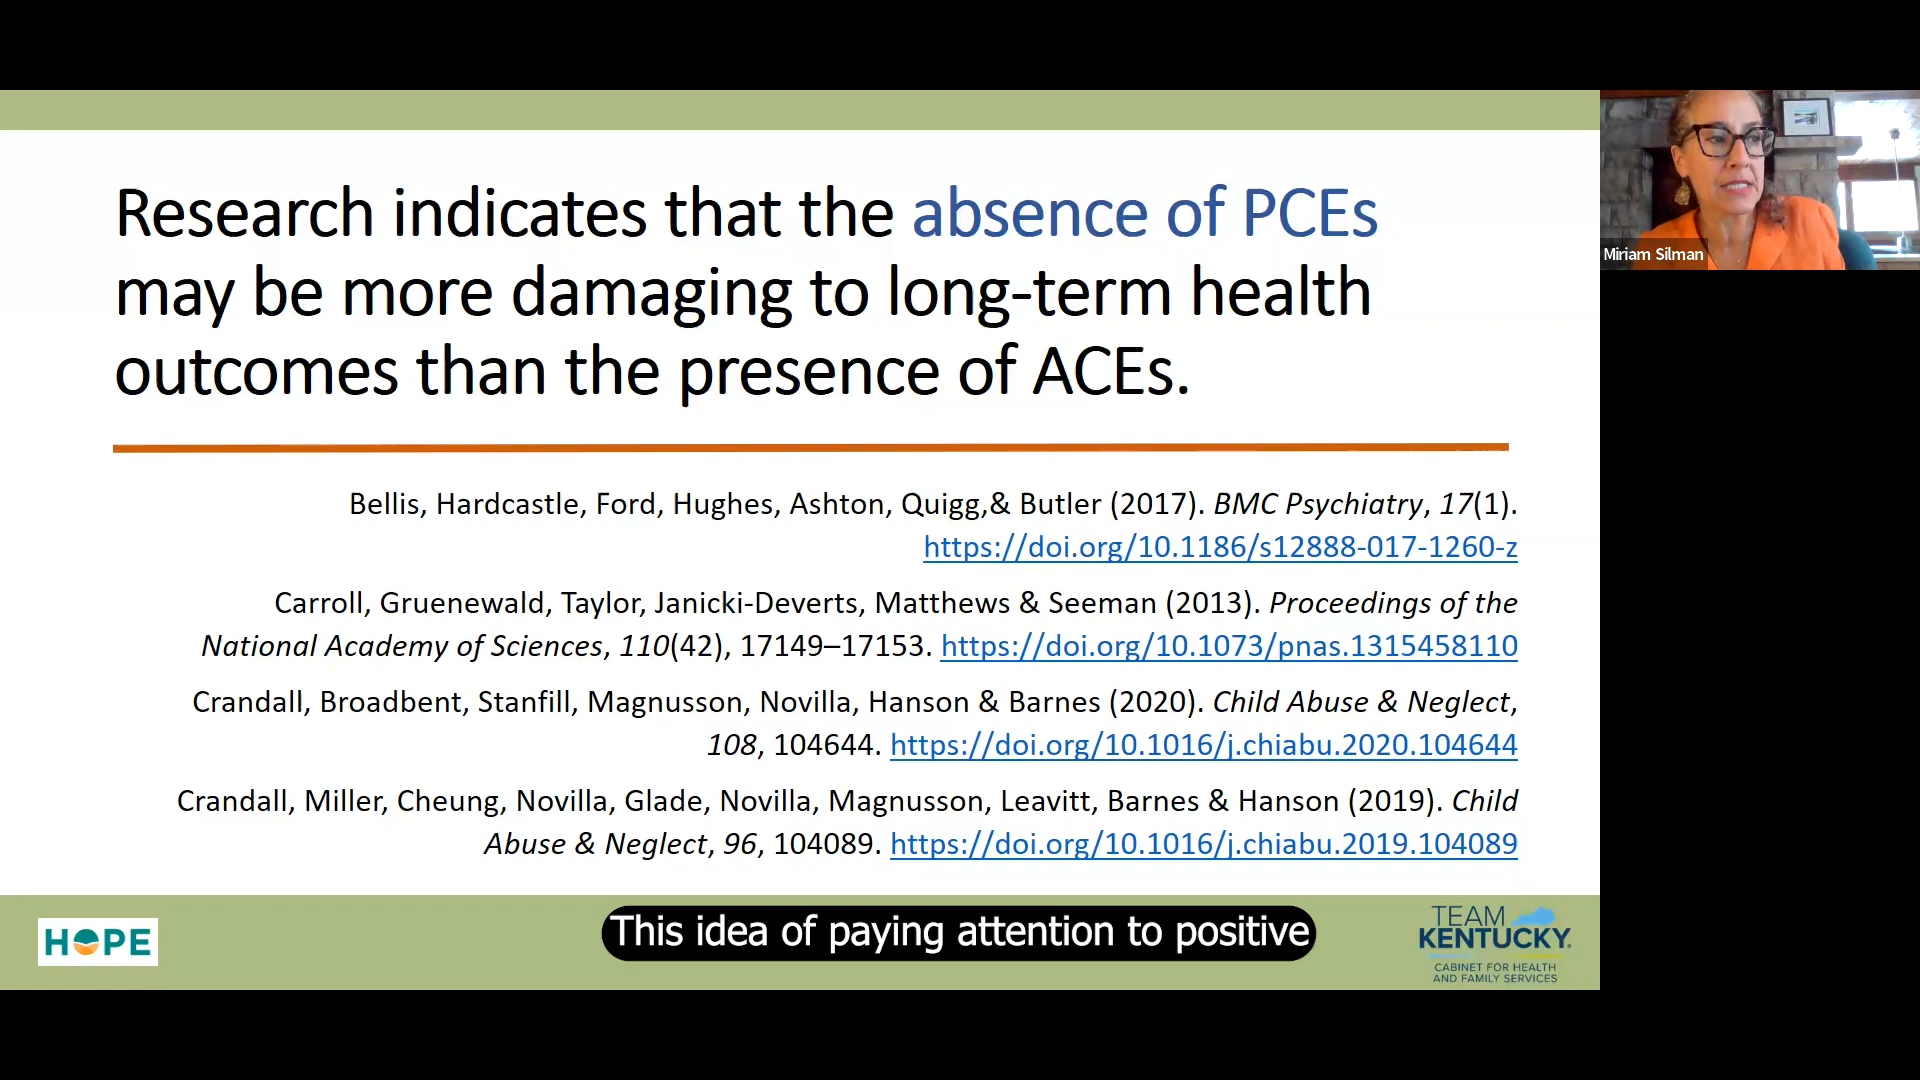 Research indicates that the absence of PCEs
may be more damaging to long-term health
outcomes than the presence of ACEs.
Bellis, Hardcastle, Ford, Hughes, Ashton, Quigg,& Butler (2017). BMC Psychiatry, 17(1).
https://doi.org/10.1186/s12888-017-1260-z
Carroll, Gruenewald, Taylor, Janicki-Deverts, Matthews & Seeman (2013). Proceedings of the
National Academy of Sciences, 110(42), 17149–17153. https://doi.org/10.1073/pnas.1315458110
Crandall, Broadbent, Stanfill, Magnusson, Novilla, Hanson & Barnes (2020). Child Abuse & Neglect,
108, 104644. https://doi.org/10.1016/j.chiabu.2020.104644
Crandall, Miller, Cheung, Novilla, Glade, Novilla, Magnusson, Leavitt, Barnes & Hanson (2019). Child
Abuse & Neglect, 96, 104089. https://doi.org/10.1016/j.chiabu.2019.104089
HOPE
This idea of paying attention to positive
TEAM
KENTUCKY.
CABINET FOR HEALTH
AND FAMILY SERVICES
Miriam Silman